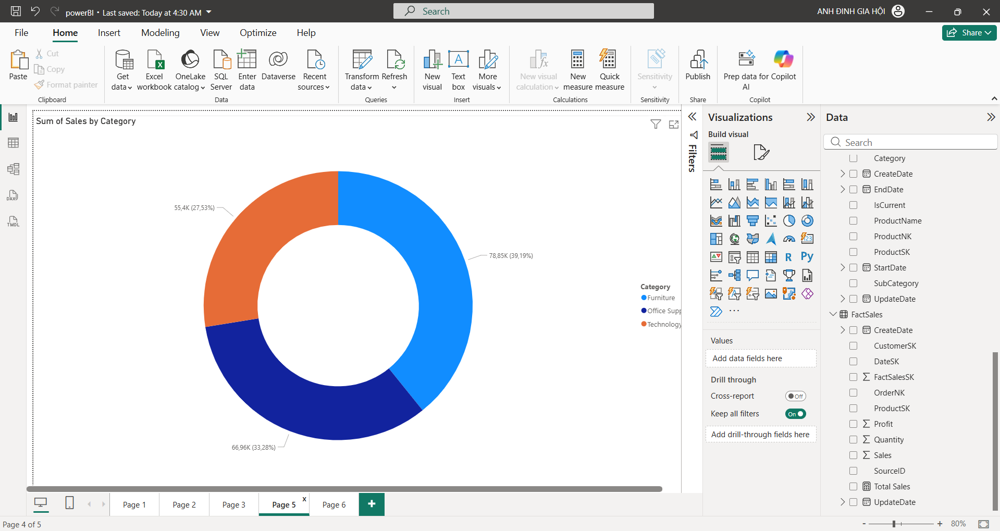 powerBI • Last saved: Today at 4:30 AM
Search
ANH ĐINH GIA HỘI
File
Home
Insert
Modeling
View
Optimize
Help
Share
Paste
Cut
Copy
Format painter
Clipboard
Get data
Excel workbook
OneLake catalog
SQL Server
Enter data
Dataverse
Recent sources
Data
Transform data
Refresh
Queries
New visual
Text box
More visuals
Insert
New visual calculation
New measure
Quick measure
Calculations
Sensitivity
Sensitivity
Publish
Share
Prep data for AI
Copilot
Copilot
DAX
TMDL
Sum of Sales by Category
55,4K (27,53%)
78,85K (39,19%)
66,96K (33,28%)
Category
Furniture
Office Supp
Technology
Filters
Visualizations
Build visual
123
R
Py
Values
Add data fields here
Drill through
Cross-report
Off
Keep all filters
On
Add drill-through fields here
Data
Search
Category
CreateDate
EndDate
IsCurrent
ProductName
ProductNK
ProductSK
StartDate
SubCategory
UpdateDate
FactSales
CreateDate
CustomerSK
DateSK
FactSalesSK
OrderNK
ProductSK
Profit
Quantity
Sales
SourceID
Total Sales
UpdateDate
Page 1
Page 2
Page 3
Page 5
x
Page 6
+
Page 4 of 5
- + 80%